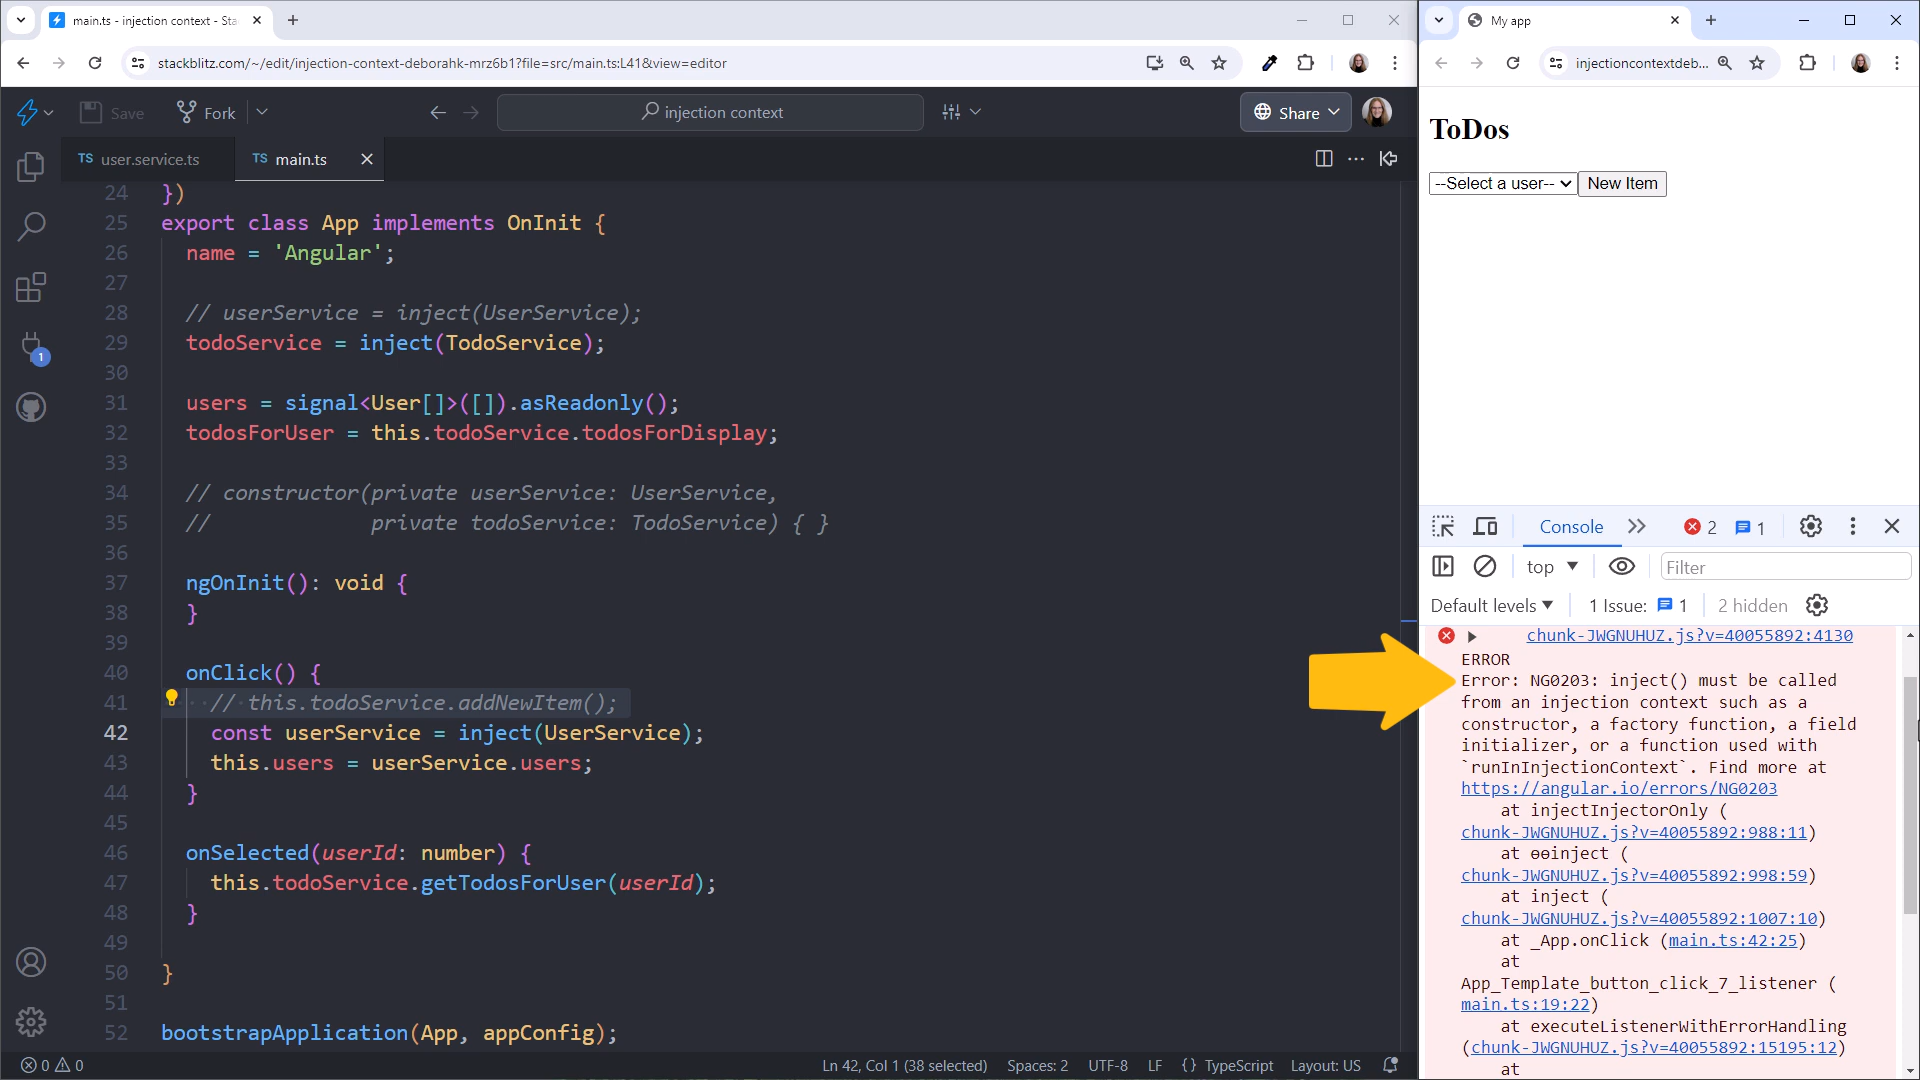 main.ts - injection context - Sta
My app
stackblitz.com/~/edit/injection-context-deborahk-mrz6b1?file=src/main.ts:L41&view=editor
injectioncontextdeb...
Save
Fork
injection context
Share
TS user.service.ts
TS main.ts
24 })
25 export class App implements OnInit {
26 name = 'Angular';
27
28 // userService = inject(UserService);
29 todoService = inject(TodoService);
30
31 users = signal<User[]>([]).asReadonly();
32 todosForUser = this.todoService.todosForDisplay;
33
34 // constructor(private userService: UserService,
35 // private todoService: TodoService) { }
36
37 ngOnInit(): void {
38 }
39
40 onClick() {
41 // this.todoService.addNewItem();
42 const userService = inject(UserService);
43 this.users = userService.users;
44 }
45
46 onSelected(userId: number) {
47 this.todoService.getTodosForUser(userId);
48 }
49
50 }
51
52 bootstrapApplication(App, appConfig);
1
0 0
Ln 42, Col 1 (38 selected) Spaces: 2 UTF-8 LF {} TypeScript Layout: US
ToDos
--Select a user--
New Item
Console
2
1
top
Filter
Default levels
1 Issue: 1
2 hidden
chunk-JWGNUHUZ.js?v=40055892:4130
ERROR
Error: NG0203: inject() must be called
from an injection context such as a
constructor, a factory function, a field
initializer, or a function used with
`runInInjectionContext`. Find more at
https://angular.io/errors/NG0203
at injectInjectorOnly (
chunk-JWGNUHUZ.js?v=40055892:988:11)
at ɵɵinject (
chunk-JWGNUHUZ.js?v=40055892:998:59)
at inject (
chunk-JWGNUHUZ.js?v=40055892:1007:10)
at _App.onClick (main.ts:42:25)
at
App_Template_button_click_7_listener (
main.ts:19:22)
at executeListenerWithErrorHandling
(chunk-JWGNUHUZ.js?v=40055892:15195:12)
at